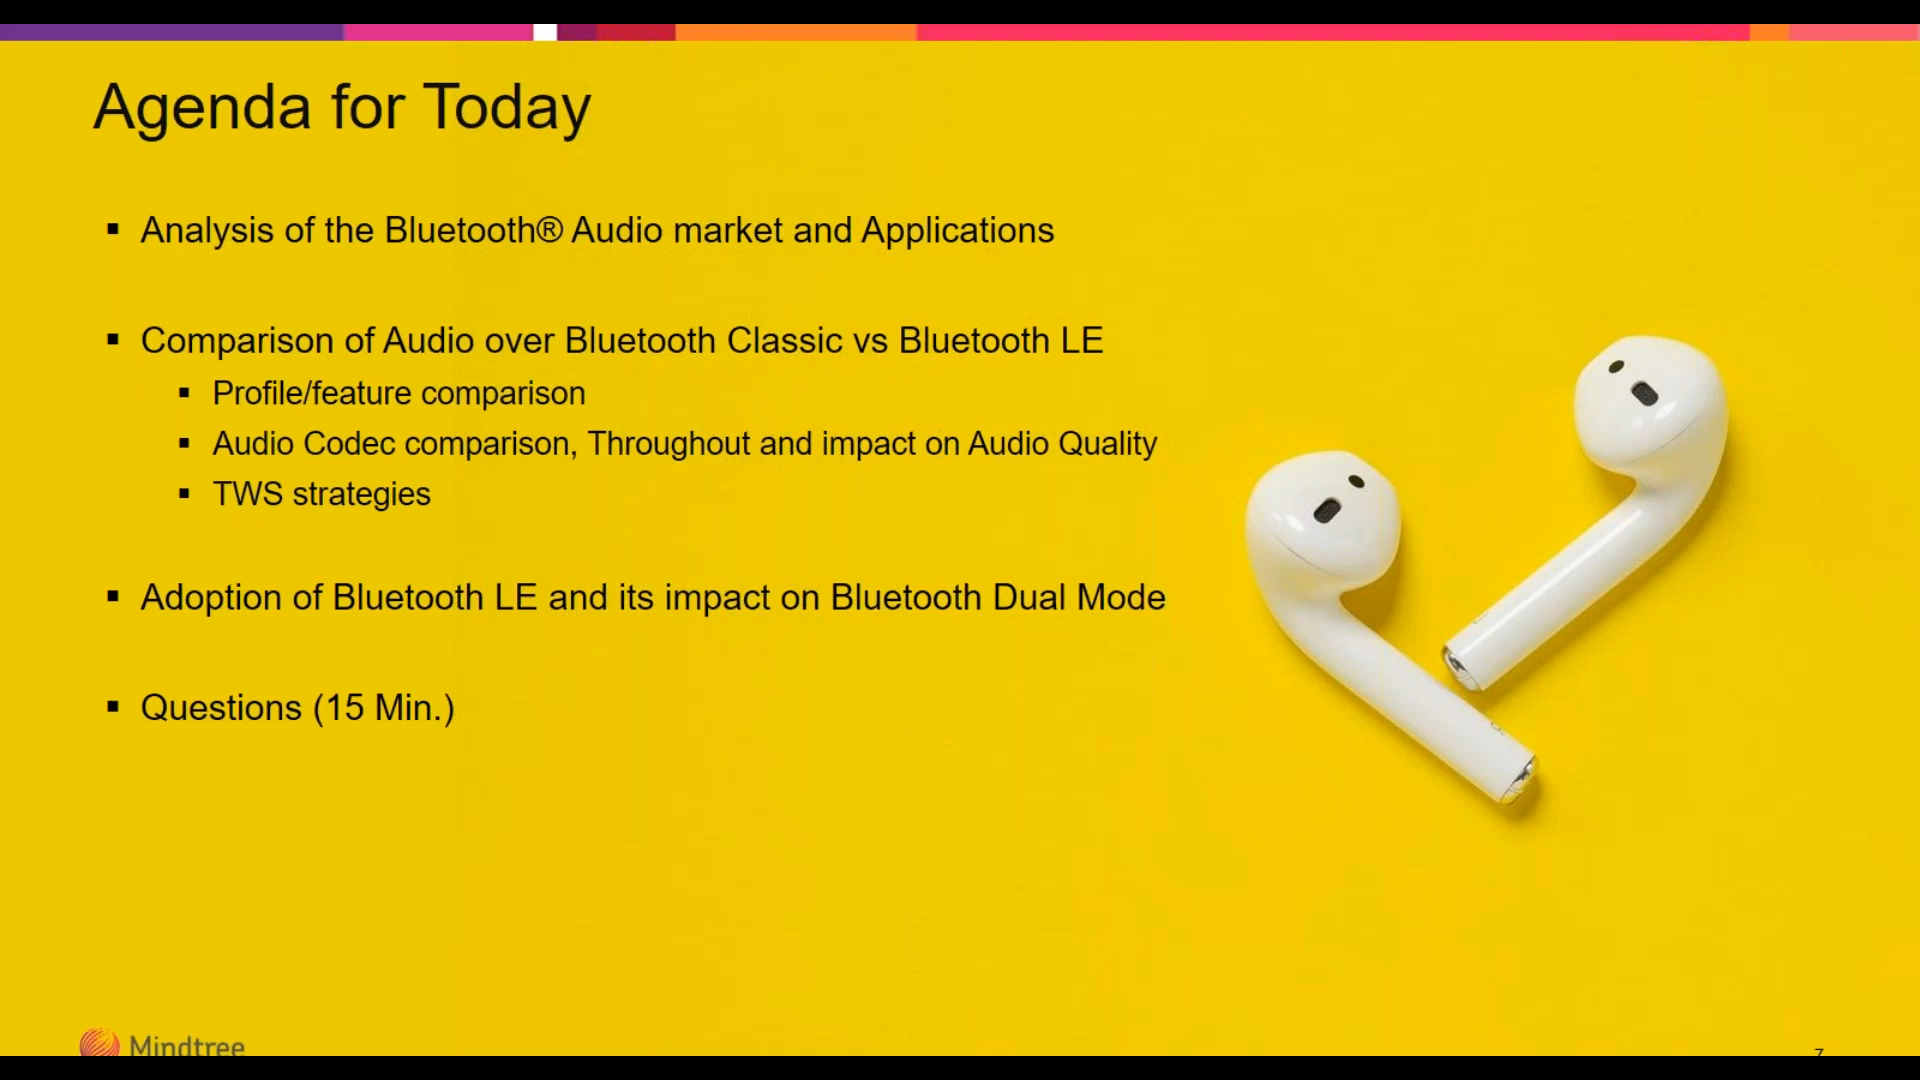 Agenda for Today
▪ Analysis of the Bluetooth® Audio market and Applications
▪ Comparison of Audio over Bluetooth Classic vs Bluetooth LE
▪ Profile/feature comparison
▪ Audio Codec comparison, Throughout and impact on Audio Quality
▪ TWS strategies
▪ Adoption of Bluetooth LE and its impact on Bluetooth Dual Mode
▪ Questions (15 Min.)
Mindtree
7